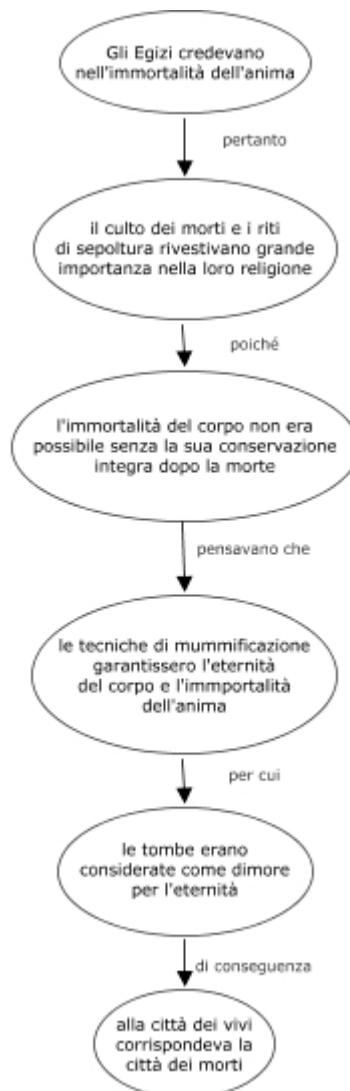 Gli Egizi credevano
nell'immortalità dell'anima
pertanto
il culto dei morti e i riti
di sepoltura rivestivano grande
importanza nella loro religione
poiché
l'immortalità del corpo non era
possibile senza la sua conservazione
integra dopo la morte
pensavano che
le tecniche di mummificazione
garantissero l'eternità
del corpo e l'immportalità
dell'anima
per cui
le tombe erano
considerate come dimore
per l'eternità
di conseguenza
alla città dei vivi
corrispondeva la
città dei morti